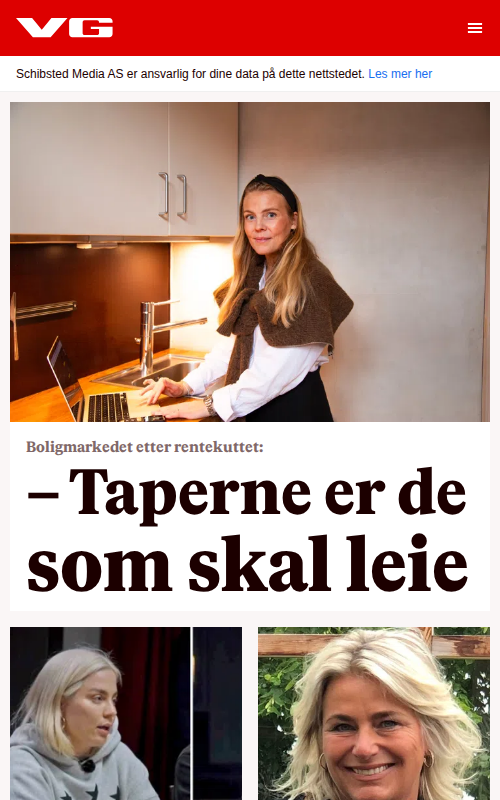 VG
Schibsted Media AS er ansvarlig for dine data på dette nettstedet. Les mer her
Boligmarkedet etter rentekuttet:
– Taperne er de
som skal leie